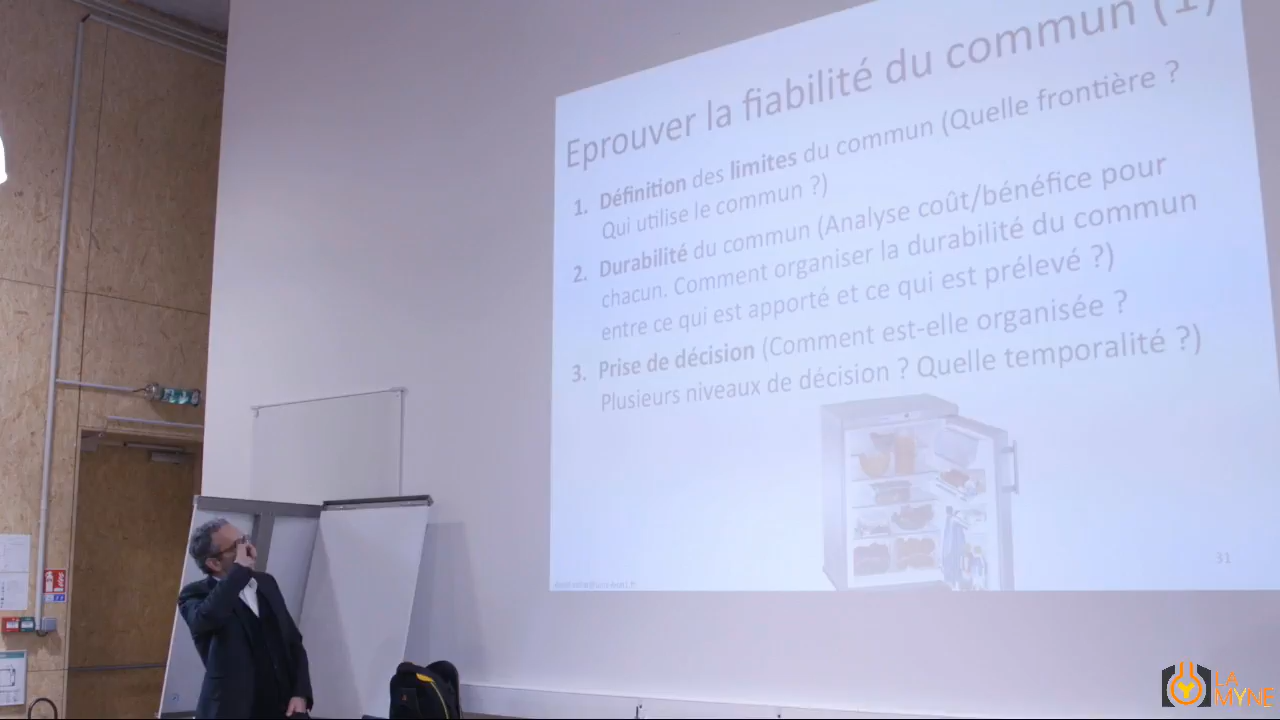 Eprouver la fiabilité du commun (1)
1. Définition des limites du commun (Quelle frontière ?
Qui utilise le commun ?)
2. Durabilité du commun (Analyse coût/bénéfice pour
chacun. Comment organiser la durabilité du commun
entre ce qui est apporté et ce qui est prélevé ?)
3. Prise de décision (Comment est-elle organisée ?
Plusieurs niveaux de décision ? Quelle temporalité ?)
31
LA
MYNE